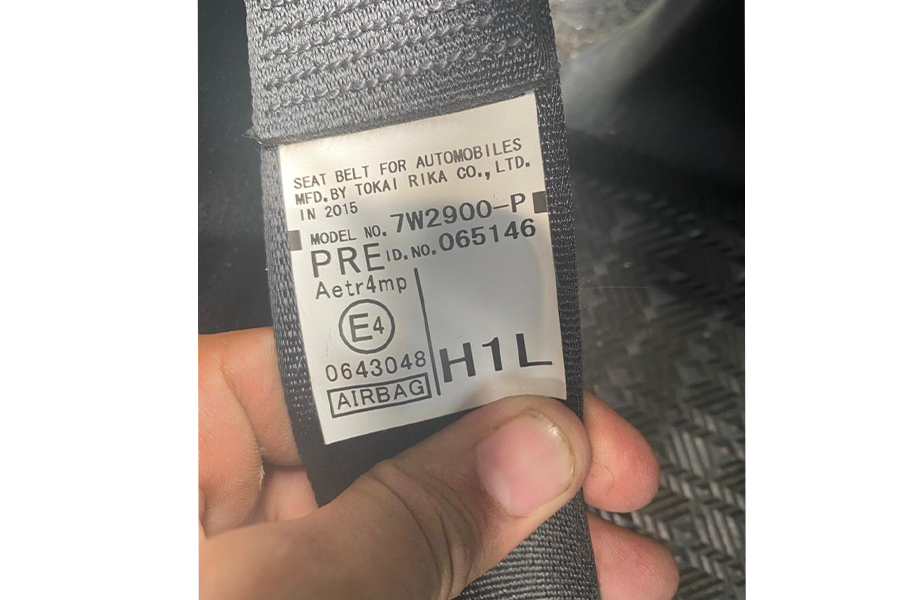 SEAT BELT FOR AUTOMOBILES
MFD.BY TOKAI RIKA CO., LTD.
IN 2015
MODEL NO. 7W2900-P
PRE ID.NO. 065146
Aetr4mp
E4
0643048
AIRBAG
H1L